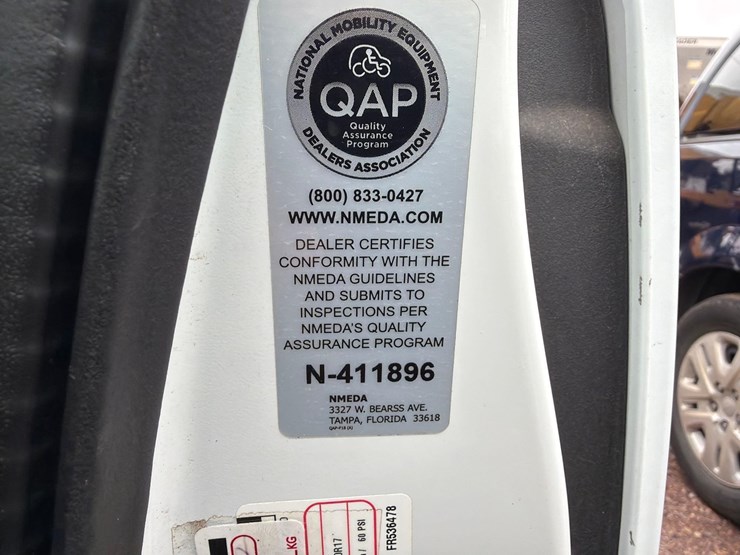 NATIONAL MOBILITY EQUIPMENT
QAP
Quality
Assurance
Program
DEALERS ASSOCIATION
(800) 833-0427
WWW.NMEDA.COM
DEALER CERTIFIES
CONFORMITY WITH THE
NMEDA GUIDELINES
AND SUBMITS TO
INSPECTIONS PER
NMEDA'S QUALITY
ASSURANCE PROGRAM
N-411896
NMEDA
3327 W. BEARSS AVE.
TAMPA, FLORIDA 33618
KG
0R17
/ 60 PSI
FR536478